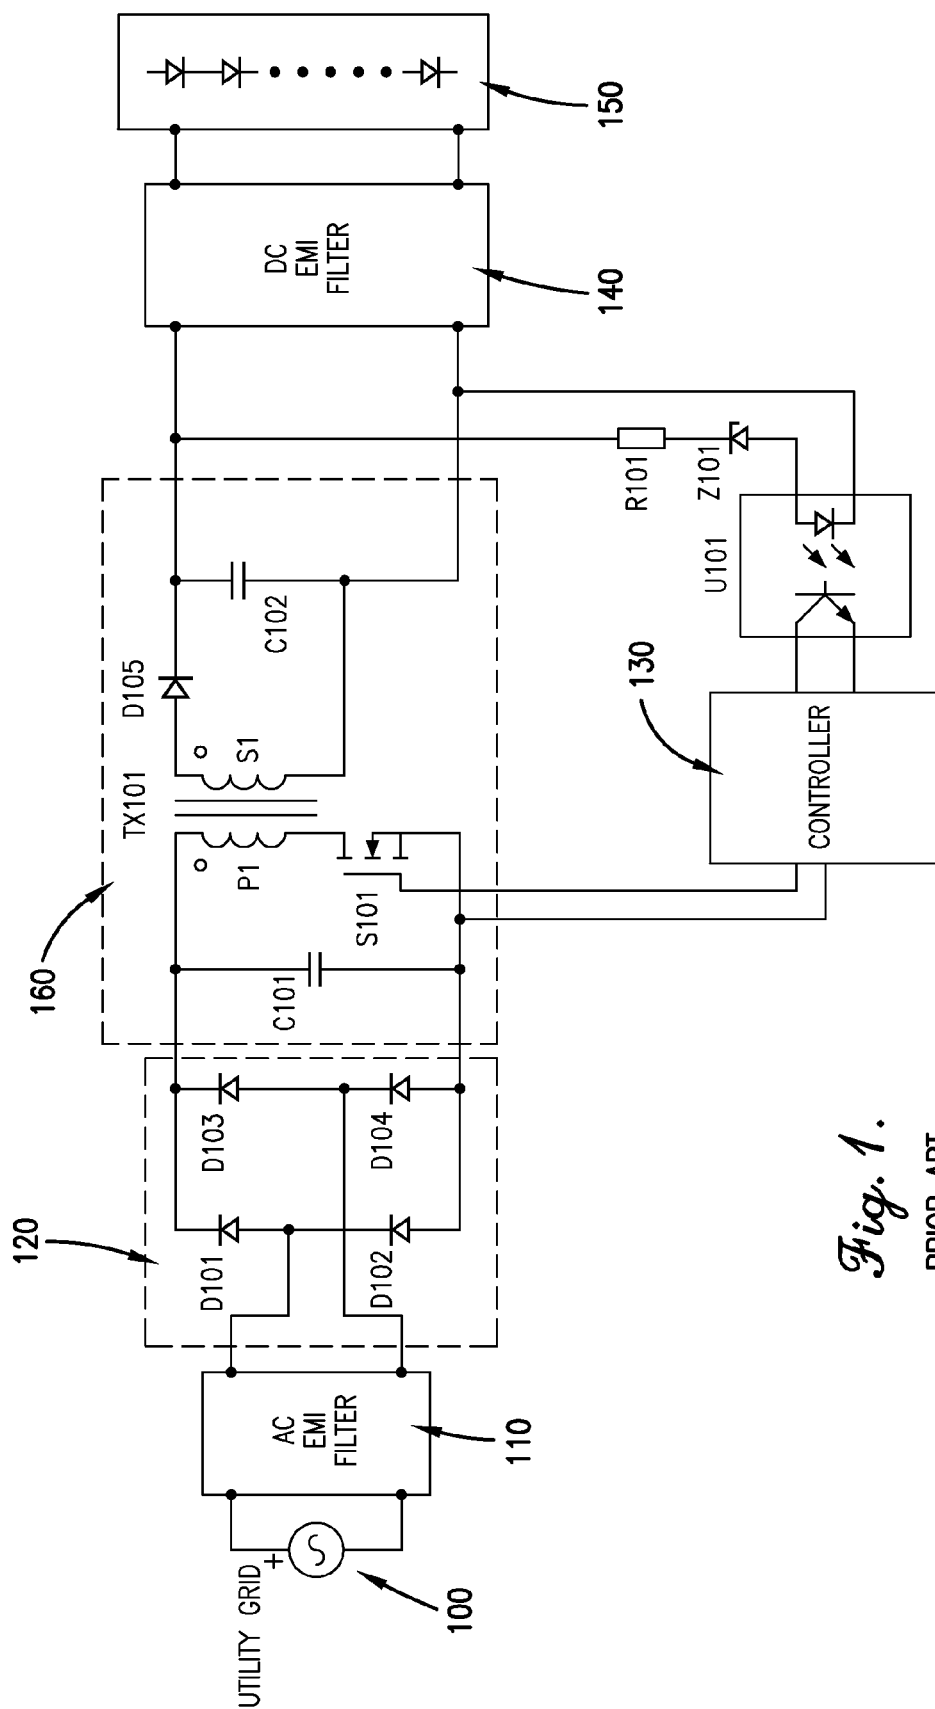 UTILITY GRID
+
100
AC
EMI
FILTER
110
120
D101
D102
D103
D104
160
C101
P1
S101
TX101
S1
D105
C102
130
CONTROLLER
U101
R101
Z101
DC
EMI
FILTER
140
150
Fig. 1.
PRIOR ART